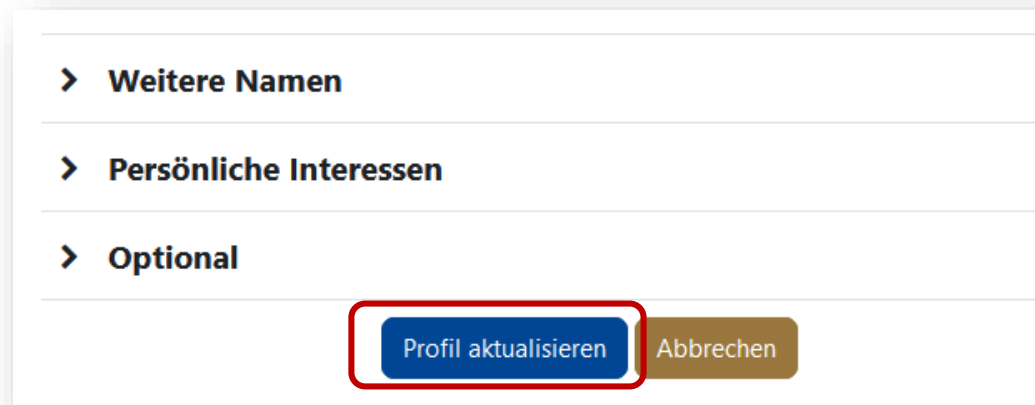 Weitere Namen
Persönliche Interessen
Optional
Profil aktualisieren Abbrechen